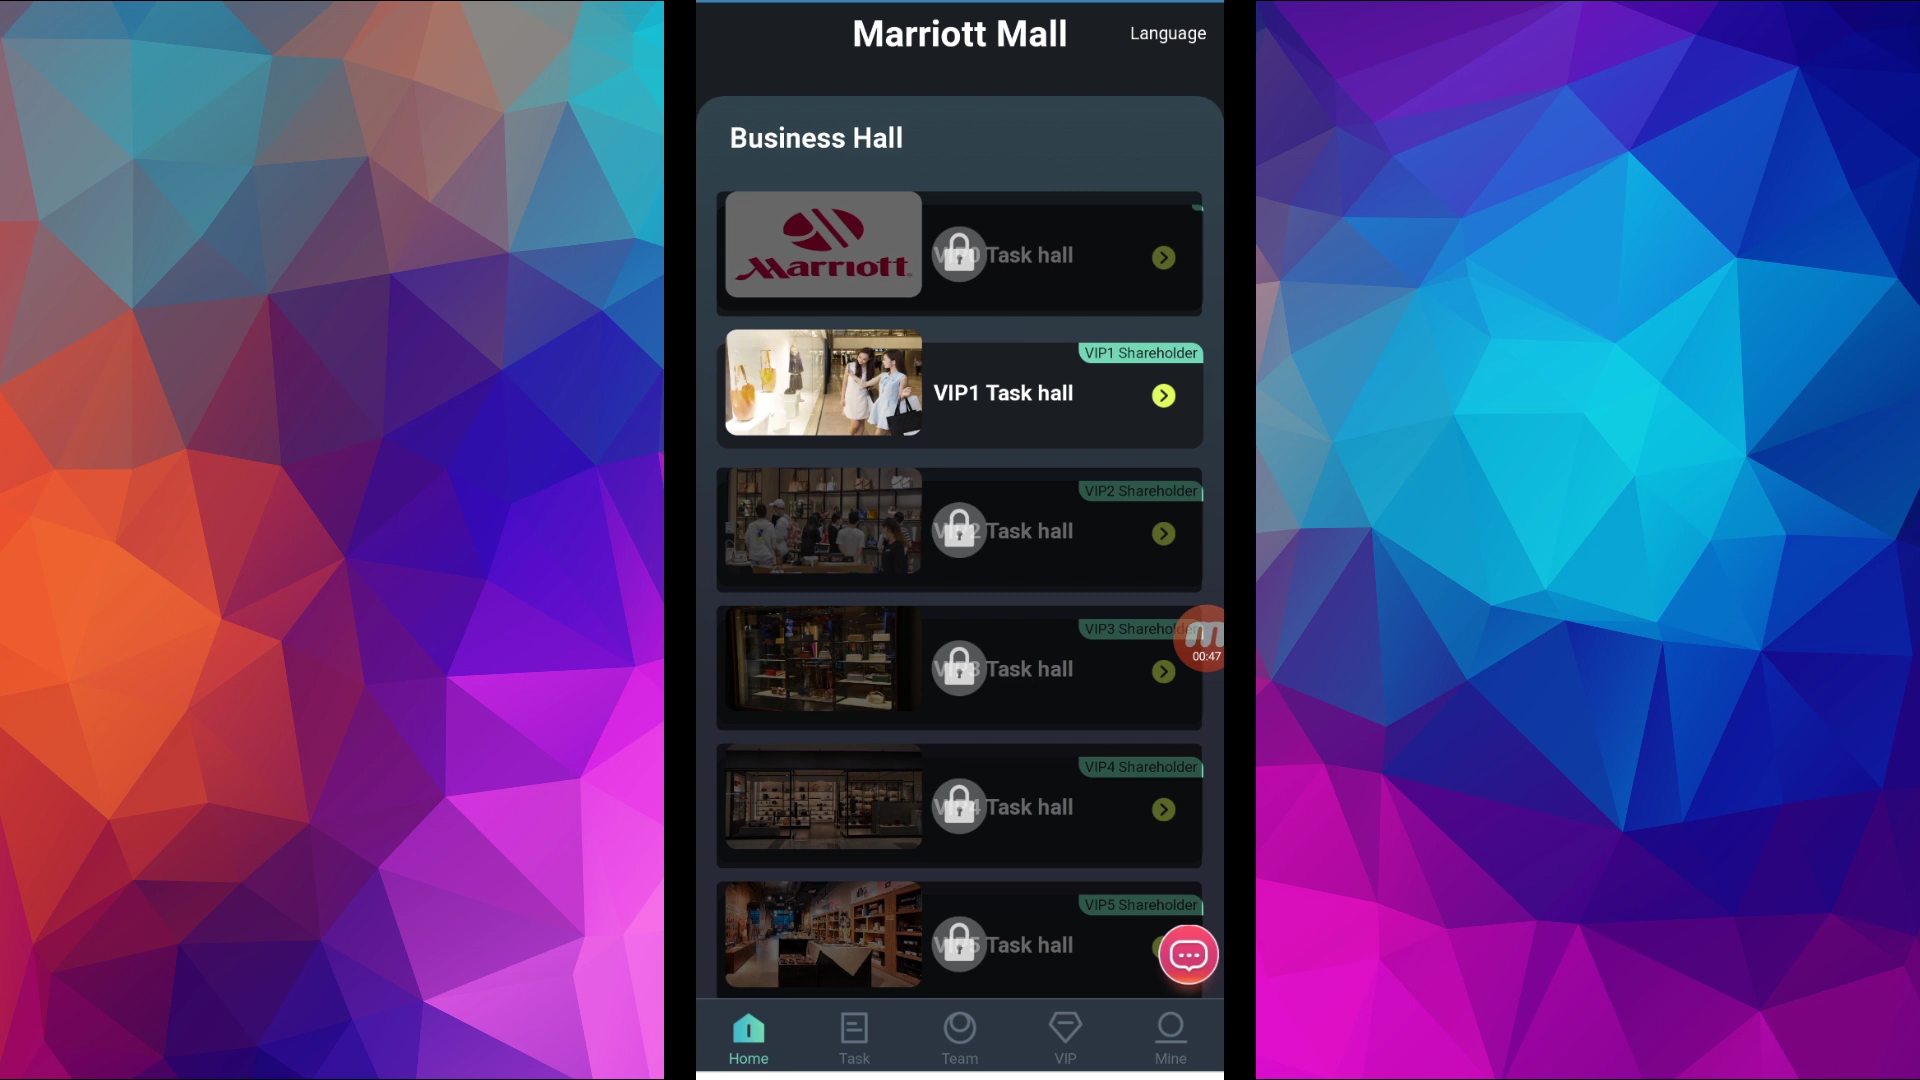 Marriott Mall
Language
Business Hall
Marriott
Task hall
VIP1 Shareholder
VIP1 Task hall
VIP2 Shareholder
Task hall
VIP3 Shareholder
00:47
Task hall
VIP4 Shareholder
Task hall
VIP5 Shareholder
Task hall
Home
Task
Team
VIP
Mine